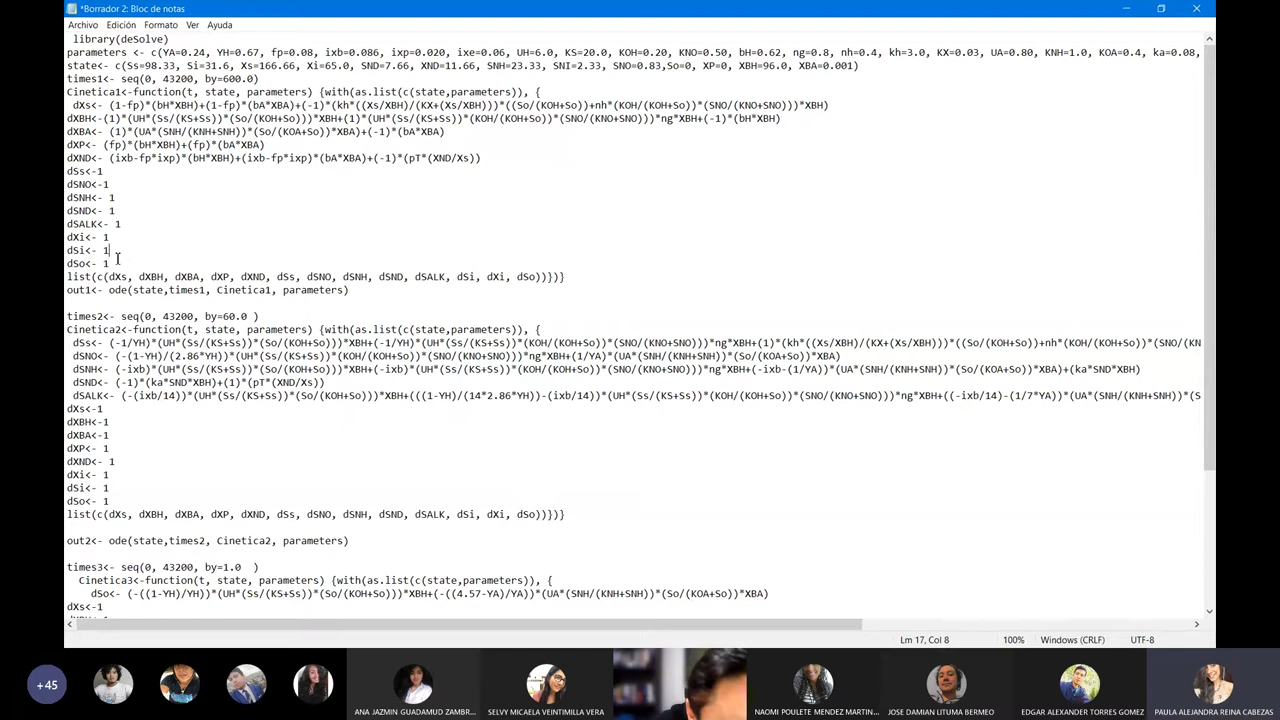 *Borrador 2: Bloc de notas
Archivo Edición Formato Ver Ayuda
library(deSolve)
parameters <- c(YA=0.24, YH=0.67, fp=0.08, ixb=0.086, ixp=0.020, ixe=0.06, UH=6.0, KS=20.0, KOH=0.20, KNO=0.50, bH=0.62, ng=0.8, nh=0.4, kh=3.0, KX=0.03, UA=0.80, KNH=1.0, KOA=0.4, ka=0.08,
state<- c(Ss=98.33, Si=31.6, Xs=166.66, Xi=65.0, SND=7.66, XND=11.66, SNH=23.33, SNI=2.33, SNO=0.83,So=0, XP=0, XBH=96.0, XBA=0.001)
times1<- seq(0, 43200, by=600.0)
Cinetica1<-function(t, state, parameters) {with(as.list(c(state,parameters)), {
dXs<- (1-fp)*(bH*XBH)+(1-fp)*(bA*XBA)+(-1)*(kh*((Xs/XBH)/(KX+(Xs/XBH)))*((So/(KOH+So))+nh*(KOH/(KOH+So))*(SNO/(KNO+SNO)))*XBH)
dXBH<-(1)*(UH*(Ss/(KS+Ss))*(So/(KOH+So)))*XBH+(1)*(UH*(Ss/(KS+Ss))*(KOH/(KOH+So))*(SNO/(KNO+SNO)))*ng*XBH+(-1)*(bH*XBH)
dXBA<- (1)*(UA*(SNH/(KNH+SNH))*(So/(KOA+So))*XBA)+(-1)*(bA*XBA)
dXP<- (fp)*(bH*XBH)+(fp)*(bA*XBA)
dXND<- (ixb-fp*ixp)*(bH*XBH)+(ixb-fp*ixp)*(bA*XBA)+(-1)*(pT*(XND/Xs))
dSs<-1
dSNO<-1
dSNH<- 1
dSND<- 1
dSALK<- 1
dXi<- 1
dSi<- 1
dSo<- 1
list(c(dXs, dXBH, dXBA, dXP, dXND, dSs, dSNO, dSNH, dSND, dSALK, dSi, dXi, dSo))})}
out1<- ode(state,times1, Cinetica1, parameters)
times2<- seq(0, 43200, by=60.0 )
Cinetica2<-function(t, state, parameters) {with(as.list(c(state,parameters)), {
dSs<- (-1/YH)*(UH*(Ss/(KS+Ss))*(So/(KOH+So)))*XBH+(-1/YH)*(UH*(Ss/(KS+Ss))*(KOH/(KOH+So))*(SNO/(KNO+SNO)))*ng*XBH+(1)*(kh*((Xs/XBH)/(KX+(Xs/XBH)))*((So/(KOH+So)+nh*(KOH/(KOH+So))*(SNO/(KN
dSNO<- (-(1-YH)/(2.86*YH))*(UH*(Ss/(KS+Ss))*(KOH/(KOH+So))*(SNO/(KNO+SNO)))*ng*XBH+(1/YA)*(UA*(SNH/(KNH+SNH))*(So/(KOA+So))*XBA)
dSNH<- (-ixb)*(UH*(Ss/(KS+Ss))*(So/(KOH+So))*XBH+(-ixb)*(UH*(Ss/(KS+Ss))*(KOH/(KOH+So))*(SNO/(KNO+SNO)))*ng*XBH+(-ixb-(1/YA))*(UA*(SNH/(KNH+SNH))*(So/(KOA+So))*XBA)+(ka*SND*XBH)
dSND<- (-1)*(ka*SND*XBH)+(1)*(pT*(XND/Xs))
dSALK<- (-(ixb/14))*(UH*(Ss/(KS+Ss))*(So/(KOH+So)))*XBH+(((1-YH)/(14*2.86*YH))-(ixb/14))*(UH*(Ss/(KS+Ss))*(KOH/(KOH+So))*(SNO/(KNO+SNO)))*ng*XBH+((-ixb/14)-(1/7*YA))*(UA*(SNH/(KNH+SNH))*(S
dXs<-1
dXBH<-1
dXBA<-1
dXP<- 1
dXND<- 1
dXi<- 1
dSi<- 1
dSo<- 1
list(c(dXs, dXBH, dXBA, dXP, dXND, dSs, dSNO, dSNH, dSND, dSALK, dSi, dXi, dSo))})}
out2<- ode(state,times2, Cinetica2, parameters)
times3<- seq(0, 43200, by=1.0 )
Cinetica3<-function(t, state, parameters) {with(as.list(c(state,parameters)), {
dSo<- (-((1-YH)/YH))*(UH*(Ss/(KS+Ss))*(So/(KOH+So)))*XBH+(-((4.57-YA)/YA))*(UA*(SNH/(KNH+SNH))*(So/(KOA+So))*XBA)
dXs<-1
Lm 17, Col 8 100% Windows (CRLF) UTF-8
+45
ANA JAZMIN GUADAMUD ZAMBR...
SELVY MICAELA VEINTIMILLA VERA
NAOMI POULETE MENDEZ MARTIN...
JOSE DAMIAN LITUMA BERMEO
EDGAR ALEXANDER TORRES GOMEZ
PAULA ALEJANDRA REINA CABEZAS